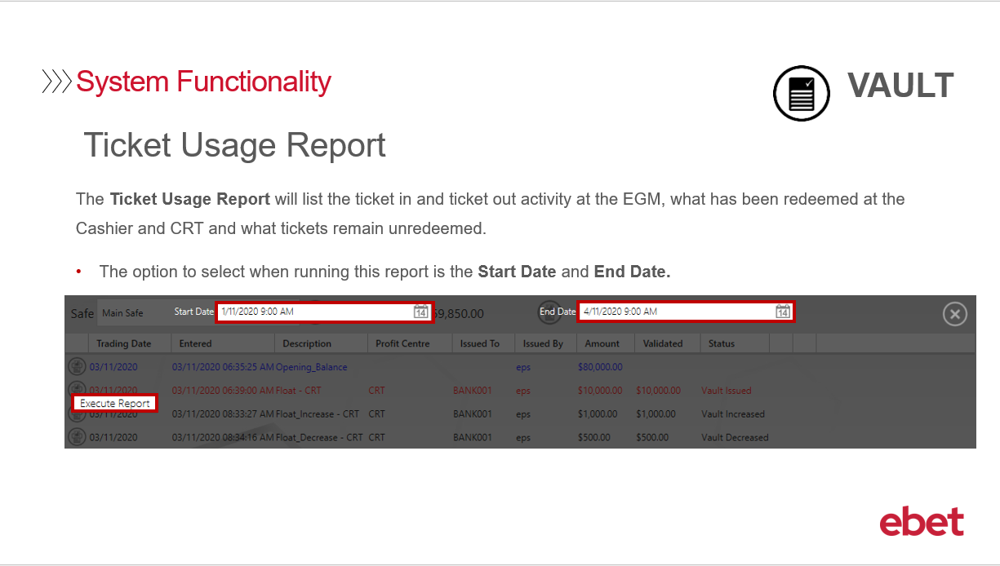 System Functionality
VAULT
Ticket Usage Report
The Ticket Usage Report will list the ticket in and ticket out activity at the EGM, what has been redeemed at the
Cashier and CRT and what tickets remain unredeemed.
• The option to select when running this report is the Start Date and End Date.
Safe Main Safe Start Date 1/11/2020 9:00 AM 14 9,850.00 End Date 4/11/2020 9:00 AM 14
Trading Date Entered Description Profit Centre Issued To Issued By Amount Validated Status
03/11/2020 03/11/2020 06:35:25 AM Opening_Balance eps $80,000.00
03/11/2020 03/11/2020 06:39:00 AM Float - CRT CRT BANK001 eps $10,000.00 $10,000.00 Vault Issued
Execute Report
03/11/2020 03/11/2020 08:33:27 AM Float_Increase - CRT CRT BANK001 eps $1,000.00 $1,000.00 Vault Increased
03/11/2020 03/11/2020 08:34:16 AM Float_Decrease - CRT CRT BANK001 eps $500.00 $500.00 Vault Decreased
ebet